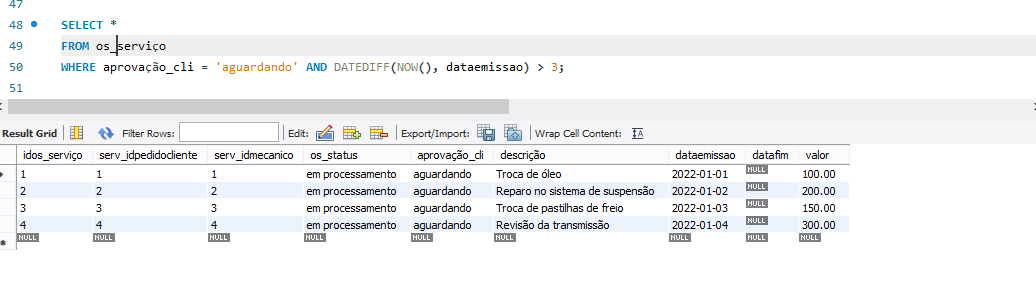 47
48 SELECT *
49 FROM os_serviço
50 WHERE aprovação_cli = 'aguardando' AND DATEDIFF(NOW(), dataemissao) > 3;
51
Result Grid Filter Rows: Edit: Export/Import: Wrap Cell Content: IA
idos_serviço serv_idpedidocliente serv_idmecanico os_status aprovação_cli descrição dataemissao datafim valor
1 1 1 em processamento aguardando Troca de óleo 2022-01-01 NULL 100.00
2 2 2 em processamento aguardando Reparo no sistema de suspensão 2022-01-02 NULL 200.00
3 3 3 em processamento aguardando Troca de pastilhas de freio 2022-01-03 NULL 150.00
4 4 4 em processamento aguardando Revisão da transmissão 2022-01-04 NULL 300.00
NULL NULL NULL NULL NULL NULL NULL NULL NULL